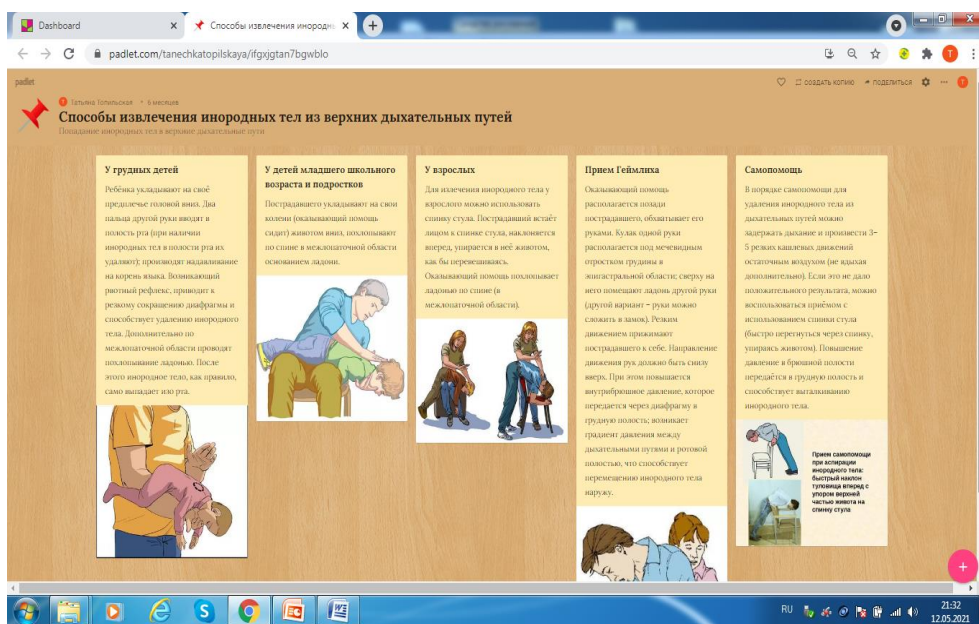 Dashboard
Способы извлечения инородн
padlet.com/tanechkatopilskaya/ifgxjgtan7bgwblo
padlet
СОЗДАТЬ КОПИЮ
ПОДЕЛИТЬСЯ
Татьяна Топильская • 6 месяцев
Способы извлечения инородных тел из верхних дыхательных путей
Попадание инородных тел в верхние дыхательные пути
У грудных детей
Ребёнка укладывают на своё
предплечье головой вниз. Два
пальца другой руки вводят в
полость рта (при наличии
инородных тел в полости рта их
удаляют); производят надавливание
на корень языка. Возникающий
рвотный рефлекс, приводит к
резкому сокращению диафрагмы и
способствует удалению инородного
тела. Дополнительно по
межлопаточной области проводят
похлопывание ладонью. После
этого инородное тело, как правило,
само выпадает изо рта.
У детей младшего школьного
возраста и подростков
Пострадавшего укладывают на свои
колени (оказывающий помощь
сидит) животом вниз, похлопывают
по спине в межлопаточной области
основанием ладони.
У взрослых
Для извлечения инородного тела у
взрослого можно использовать
спинку стула. Пострадавший встаёт
лицом к спинке стула, наклоняется
вперед, упирается в неё животом,
как бы перевешиваясь.
Оказывающий помощь похлопывает
ладонью по спине (в
межлопаточной области).
Прием Геймлиха
Оказывающий помощь
располагается позади
пострадавшего, обхватывает его
руками. Кулак одной руки
располагается под мечевидным
отростком грудины в
эпигастральной области; сверху на
него помещают ладонь другой руки
(другой вариант – руки можно
сложить в замок). Резким
движением прижимают
пострадавшего к себе. Направление
движения рук должно быть снизу
вверх. При этом повышается
внутрибрюшное давление, которое
передается через диафрагму в
грудную полость; возникает
градиент давления между
дыхательными путями и ротовой
полостью, что способствует
перемещению инородного тела
наружу.
Самопомощь
В порядке самопомощи для
удаления инородного тела из
дыхательных путей можно
задержать дыхание и произвести 3–
5 резких кашлевых движений
остаточным воздухом (не вдыхая
дополнительно). Если это не дало
положительного результата, можно
воспользоваться приёмом с
использованием спинки стула
(быстро перегнуться через спинку,
упираясь животом). Повышение
давление в брюшной полости
передаётся в грудную полость и
способствует выталкиванию
инородного тела.
Прием самопомощи
при аспирации
инородного тела:
быстрый наклон
туловища вперед с
упором верхней
частью живота на
спинку стула
RU
21:32
12.05.2021